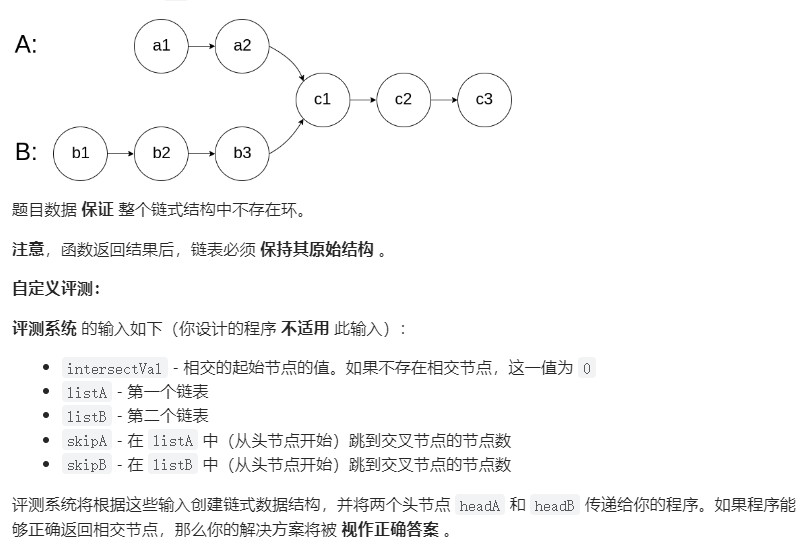 A:
a1
a2
c1
c2
c3
B:
b1
b2
b3
题目数据 保证 整个链式结构中不存在环。
注意，函数返回结果后，链表必须 保持其原始结构 。
自定义评测：
评测系统 的输入如下（你设计的程序 不适用 此输入）：
intersectVal - 相交的起始节点的值。如果不存在相交节点，这一值为 0
listA - 第一个链表
listB - 第二个链表
skipA - 在 listA 中（从头节点开始）跳到交叉节点的节点数
skipB - 在 listB 中（从头节点开始）跳到交叉节点的节点数
评测系统将根据这些输入创建链式数据结构，并将两个头节点 headA 和 headB 传递给你的程序。如果程序能
够正确返回相交节点，那么你的解决方案将被 视作正确答案 。